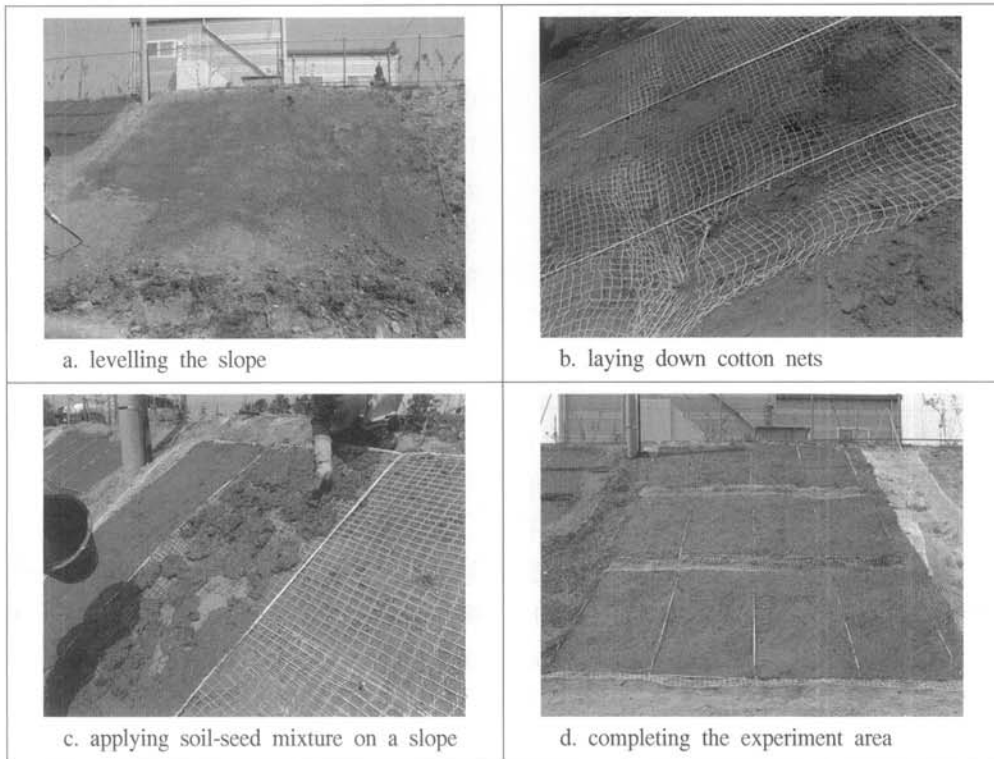 a. levelling the slope
b. laying down cotton nets
c. applying soil-seed mixture on a slope
d. completing the experiment area